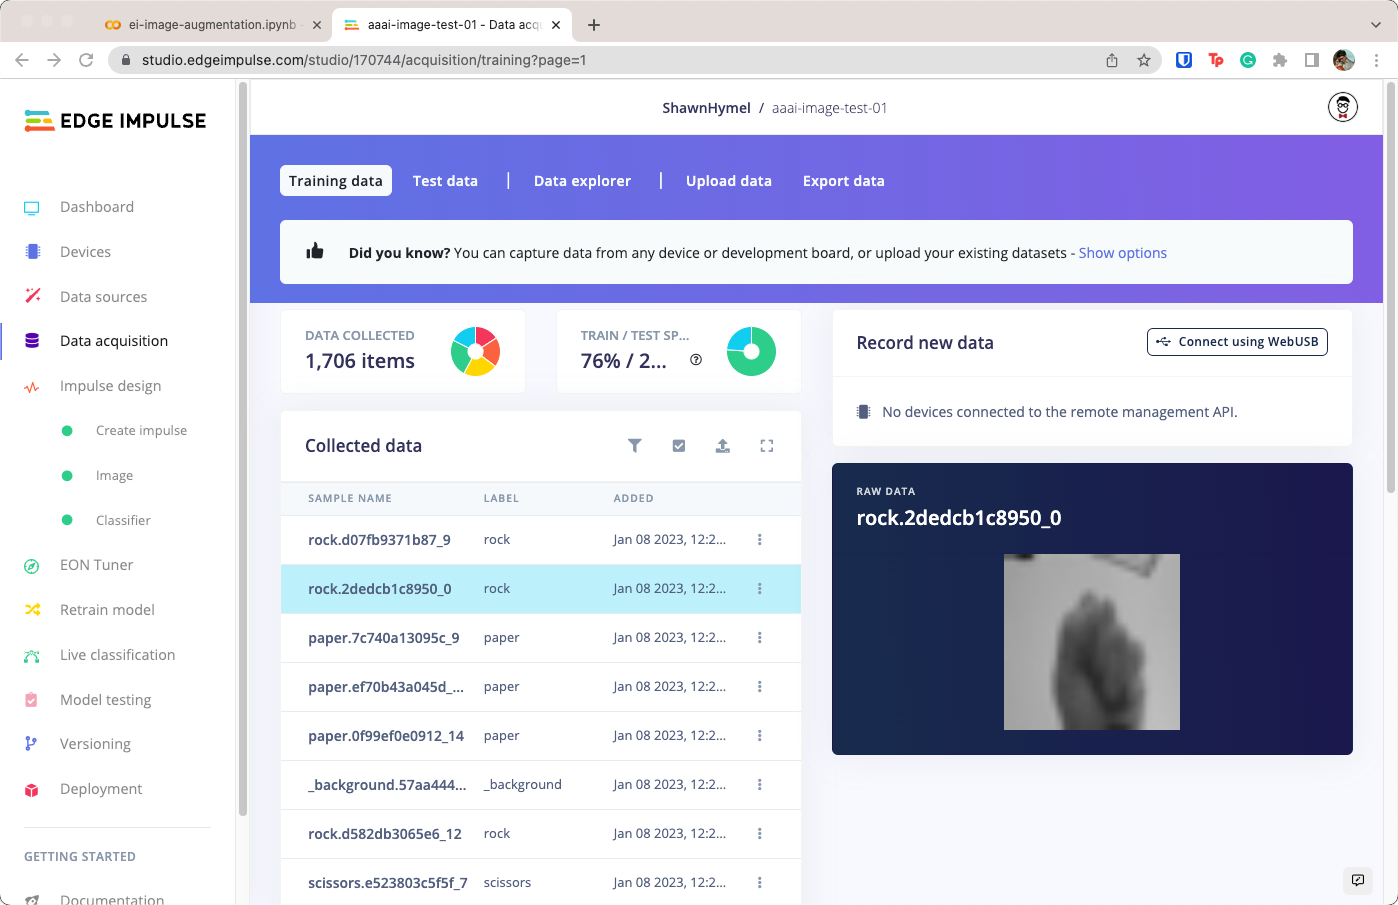 ei-image-augmentation.ipynb -
aaai-image-test-01 - Data acqu
studio.edgeimpulse.com/studio/170744/acquisition/training?page=1
Tp
EDGE IMPULSE
Dashboard
Devices
Data sources
Data acquisition
Impulse design
Create impulse
Image
Classifier
EON Tuner
Retrain model
Live classification
Model testing
Versioning
Deployment
GETTING STARTED
Documentation
ShawnHymel / aaai-image-test-01
Training data
Test data
|
Data explorer
|
Upload data
Export data
Did you know? You can capture data from any device or development board, or upload your existing datasets - Show options
DATA COLLECTED
1,706 items
TRAIN / TEST SP...
76% / 2...
Collected data
SAMPLE NAME LABEL ADDED
rock.d07fb9371b87_9 rock Jan 08 2023, 12:2...
rock.2dedcb1c8950_0 rock Jan 08 2023, 12:2...
paper.7c740a13095c_9 paper Jan 08 2023, 12:2...
paper.ef70b43a045d_... paper Jan 08 2023, 12:2...
paper.0f99ef0e0912_14 paper Jan 08 2023, 12:2...
_background.57aa444... _background Jan 08 2023, 12:2...
rock.d582db3065e6_12 rock Jan 08 2023, 12:2...
scissors.e523803c5f5f_7 scissors Jan 08 2023, 12:2...
Record new data
Connect using WebUSB
No devices connected to the remote management API.
RAW DATA
rock.2dedcb1c8950_0